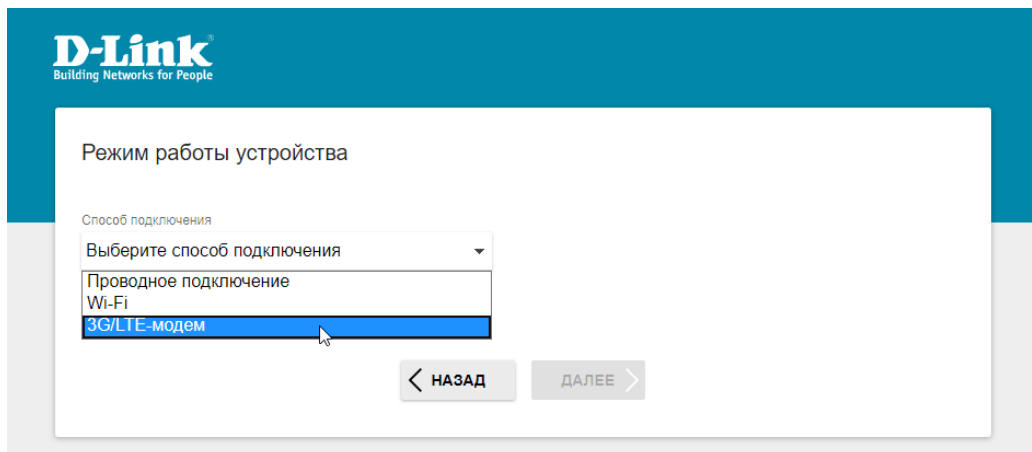 D-Link
Building Networks for People
Режим работы устройства
Способ подключения
Выберите способ подключения
Проводное подключение
Wi-Fi
3G/LTE-модем
НАЗАД ДАЛЕЕ